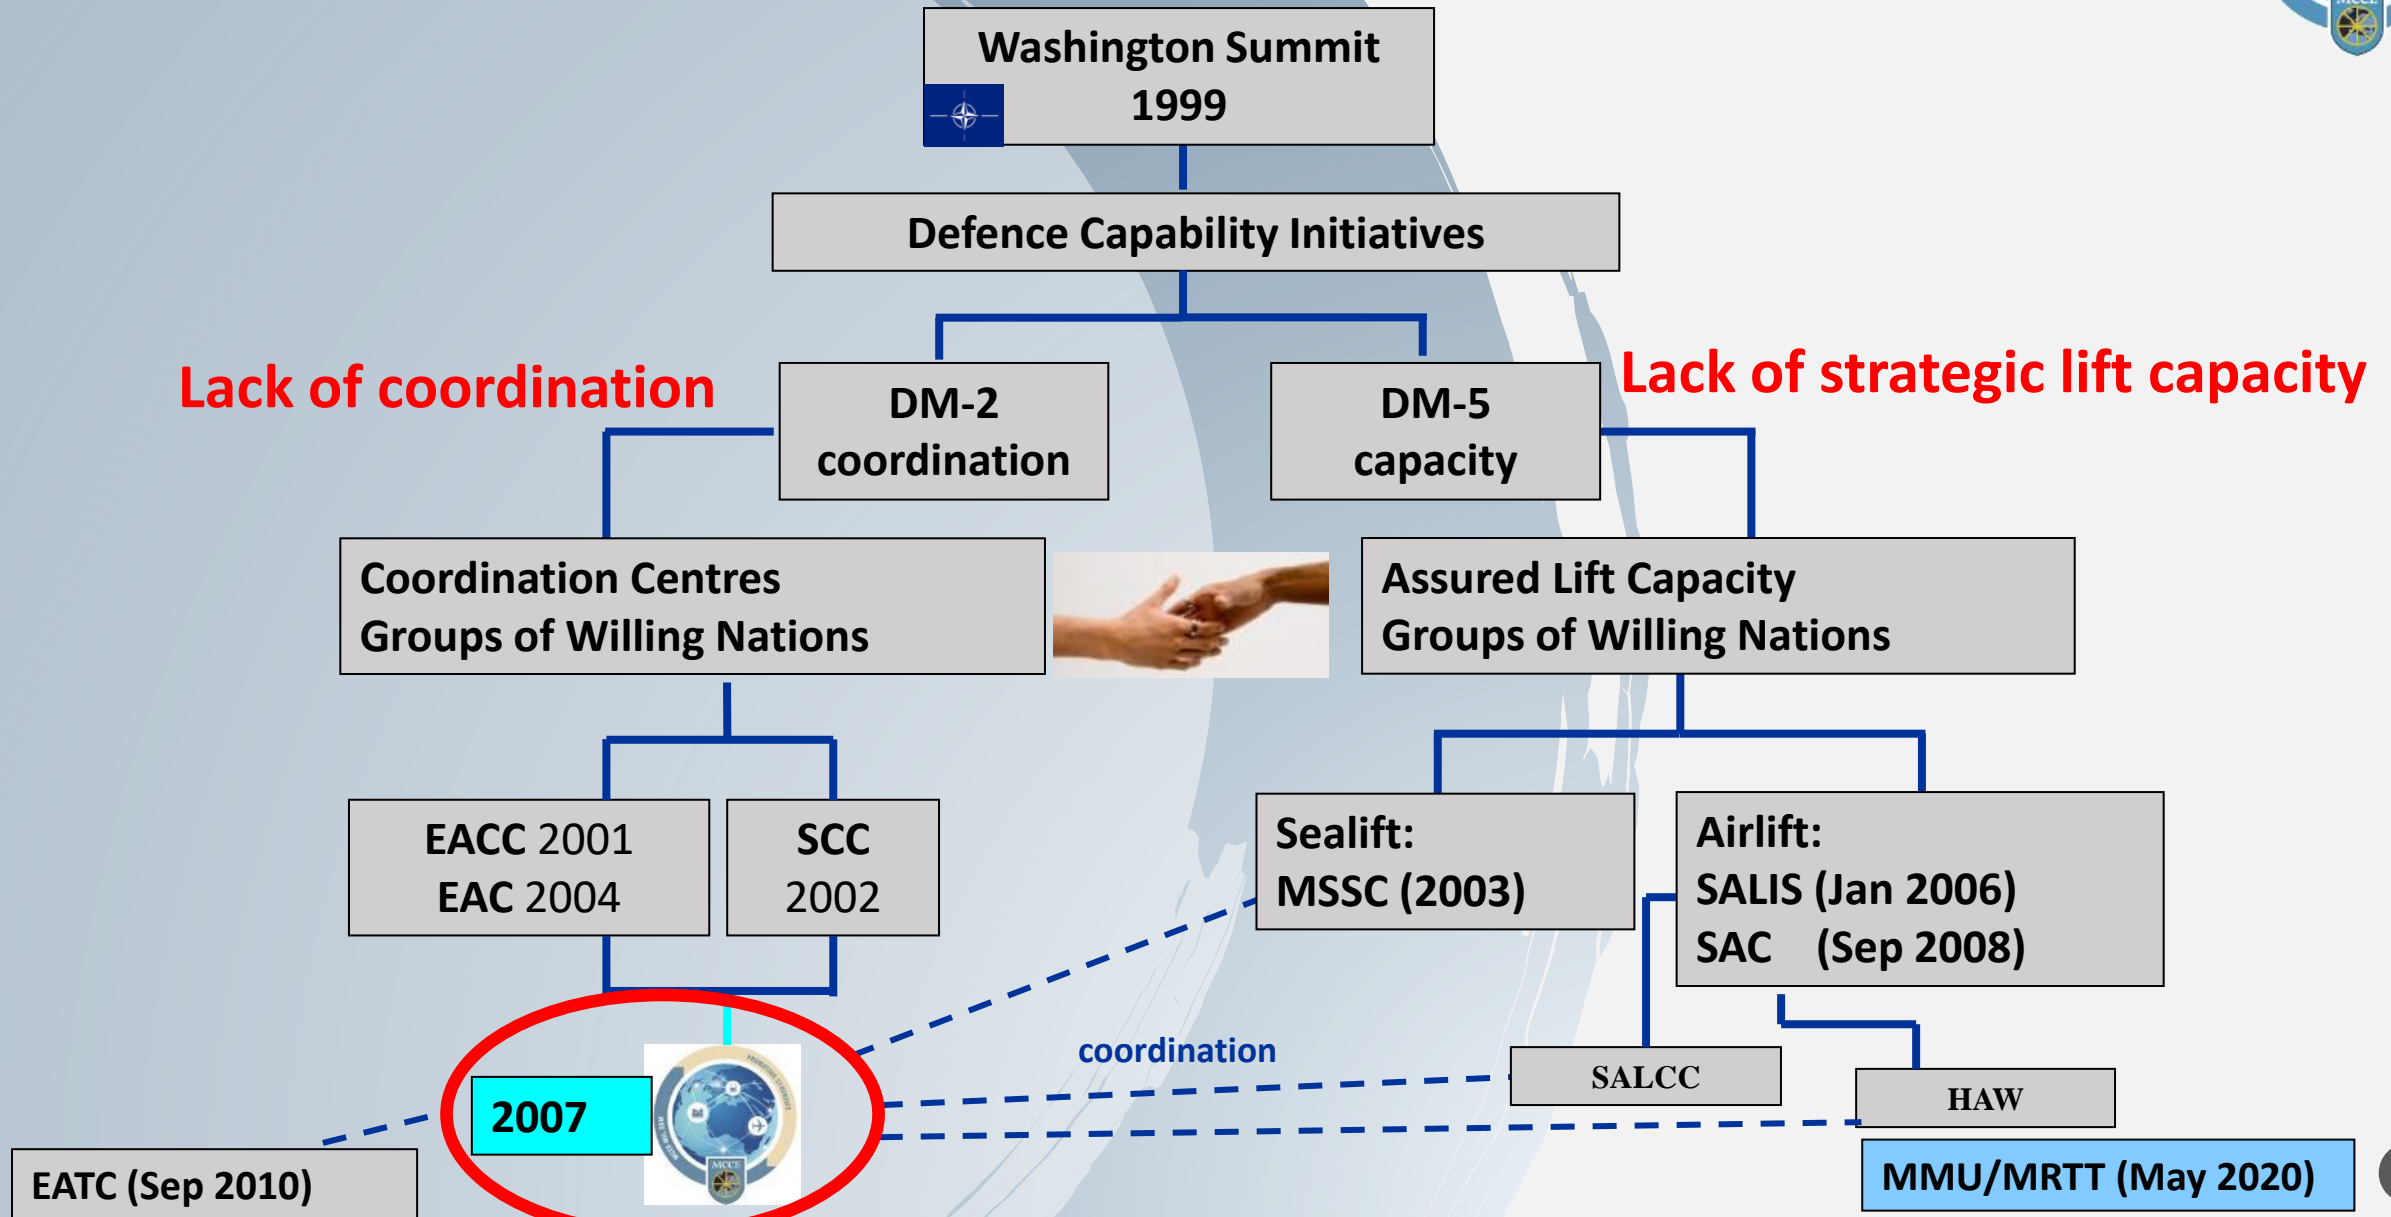 MCCE
Washington Summit
1999
Defence Capability Initiatives
Lack of coordination
DM-2
coordination
DM-5
capacity
Lack of strategic lift capacity
Coordination Centres
Groups of Willing Nations
Assured Lift Capacity
Groups of Willing Nations
EACC 2001
EAC 2004
SCC
2002
Sealift:
MSSC (2003)
Airlift:
SALIS (Jan 2006)
SAC (Sep 2008)
coordination
SALCC
HAW
2007
MCCE
EATC (Sep 2010)
MMU/MRTT (May 2020)